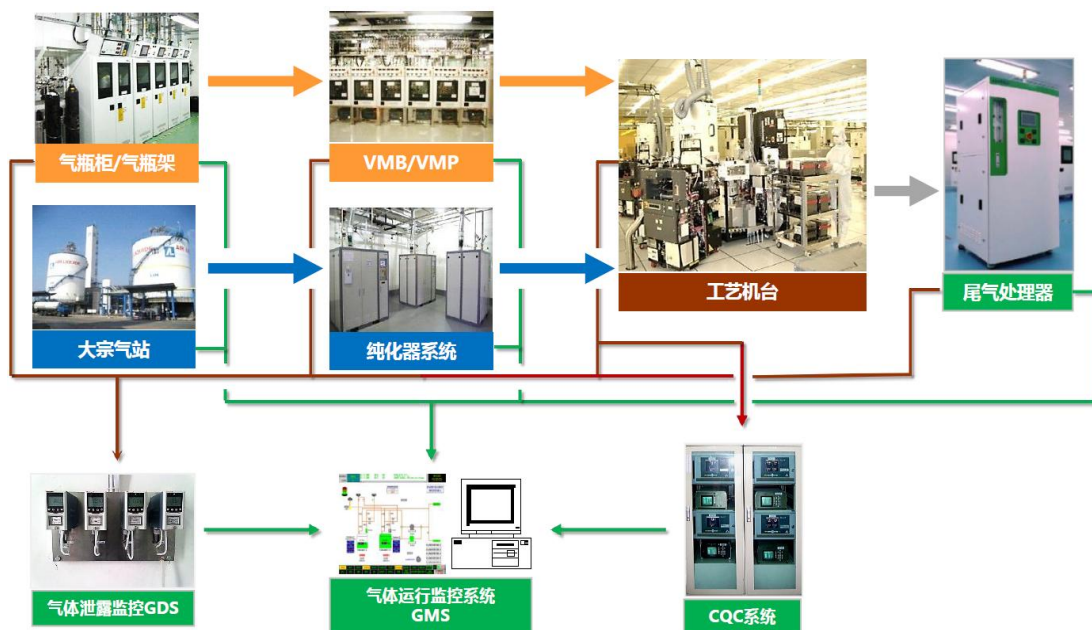 气瓶柜/气瓶架
VMB/VMP
大宗气站
纯化器系统
工艺机台
尾气处理器
气体泄露监控GDS
气体运行监控系统
GMS
CQC系统